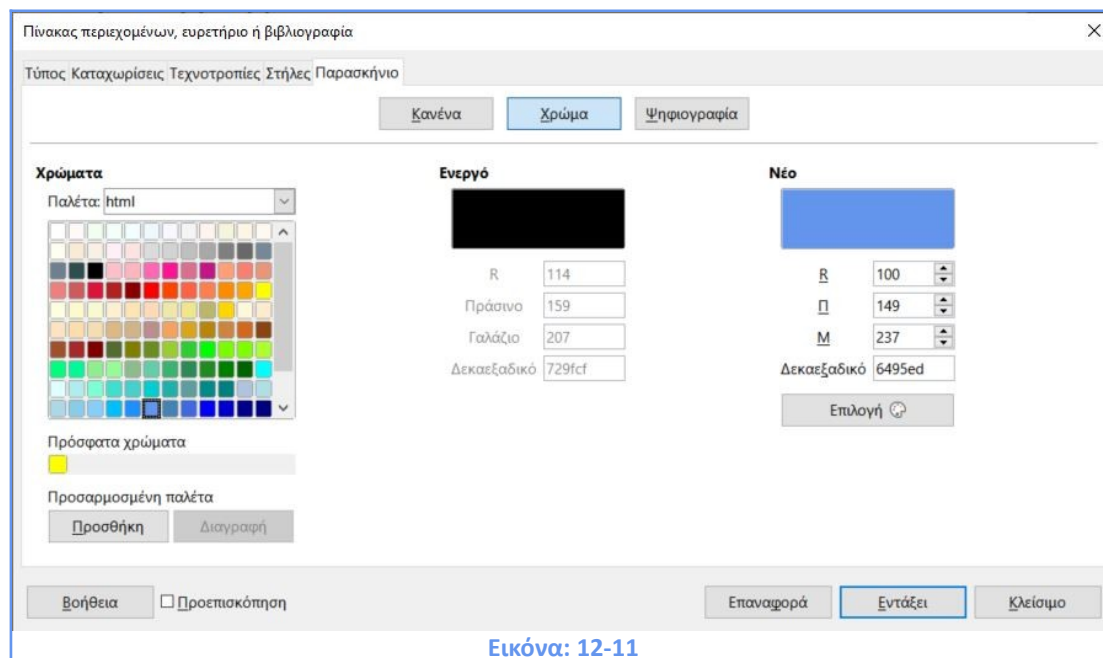 Πίνακας περιεχομένων, ευρετήριο ή βιβλιογραφία
Τύπος Καταχωρίσεις Τεχνοτροπίες Στήλες Παρασκήνιο
Κανένα Χρώμα Ψηφιογραφία
Χρώματα Ενεργό Νέο
Παλέτα: html
R 114 R 100
Πράσινο 159 Π 149
Γαλάζιο 207 Μ 237
Δεκαεξαδικό 729fcf Δεκαεξαδικό 6495ed
Επιλογή
Πρόσφατα χρώματα
Προσαρμοσμένη παλέτα
Προσθήκη Διαγραφή
Βοήθεια Προεπισκόπηση Επαναφορά Εντάξει Κλείσιμο
Εικόνα: 12-11